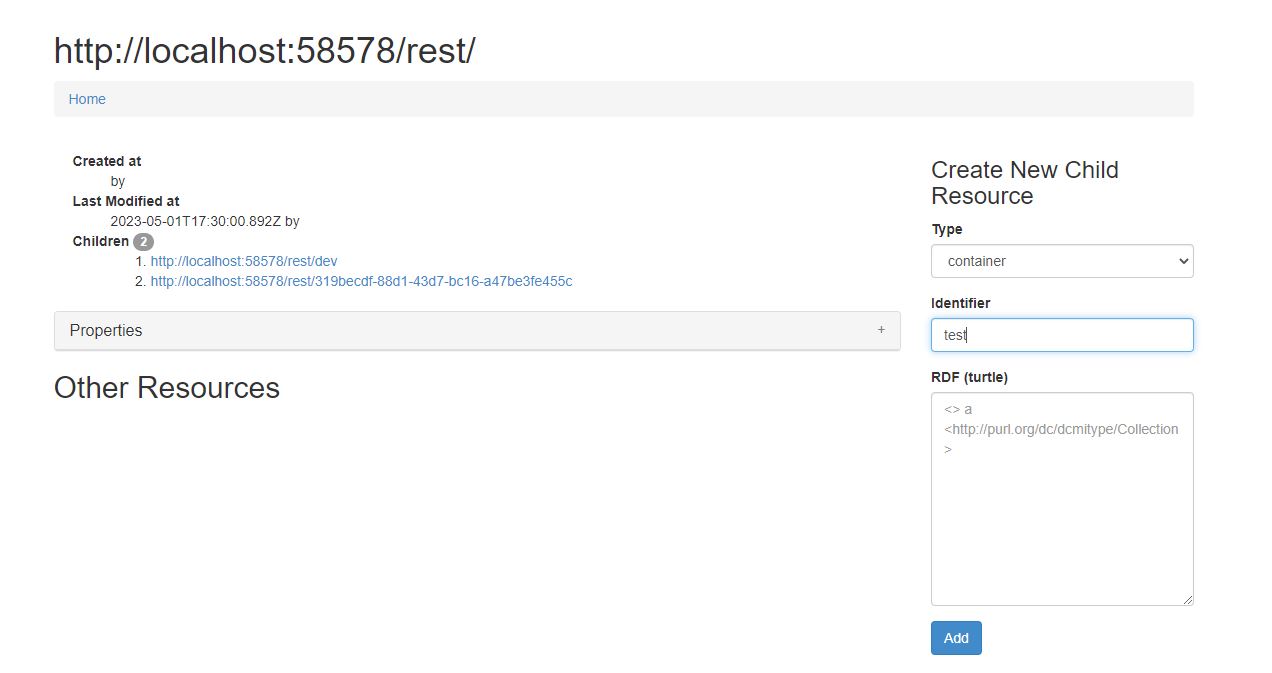 http://localhost:58578/rest/
Home
Created at
by
Last Modified at
2023-05-01T17:30:00.892Z by
Children 2
1. http://localhost:58578/rest/dev
2. http://localhost:58578/rest/319becdf-88d1-43d7-bc16-a47be3fe455c
Properties +
Other Resources
Create New Child
Resource
Type
container
Identifier
test
RDF (turtle)
<> a
<http://purl.org/dc/dcmitype/Collection
>
Add